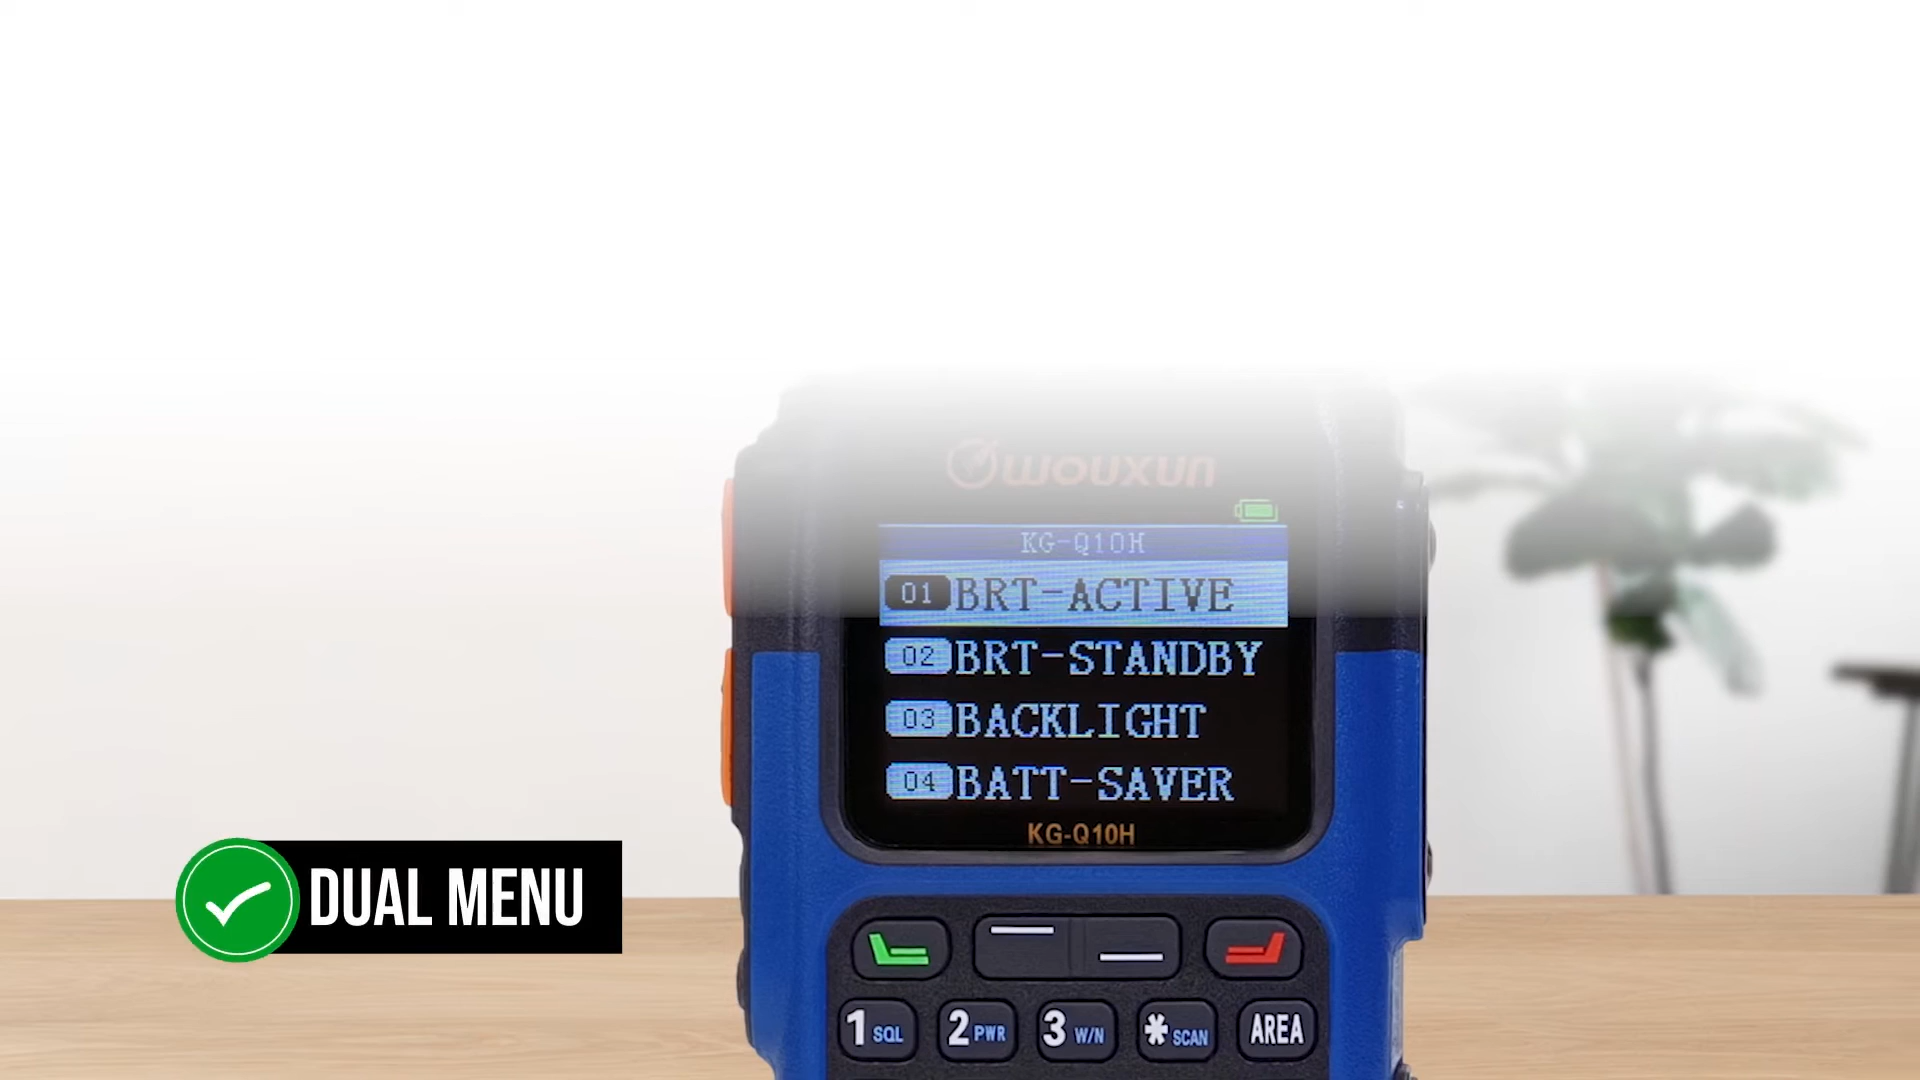 wouxun
KG-Q10H
01 BRT-ACTIVE
02 BRT-STANDBY
03 BACKLIGHT
04 BATT-SAVER
KG-Q10H
DUAL MENU
1 SQL 2 PWR 3 W/N * SCAN AREA